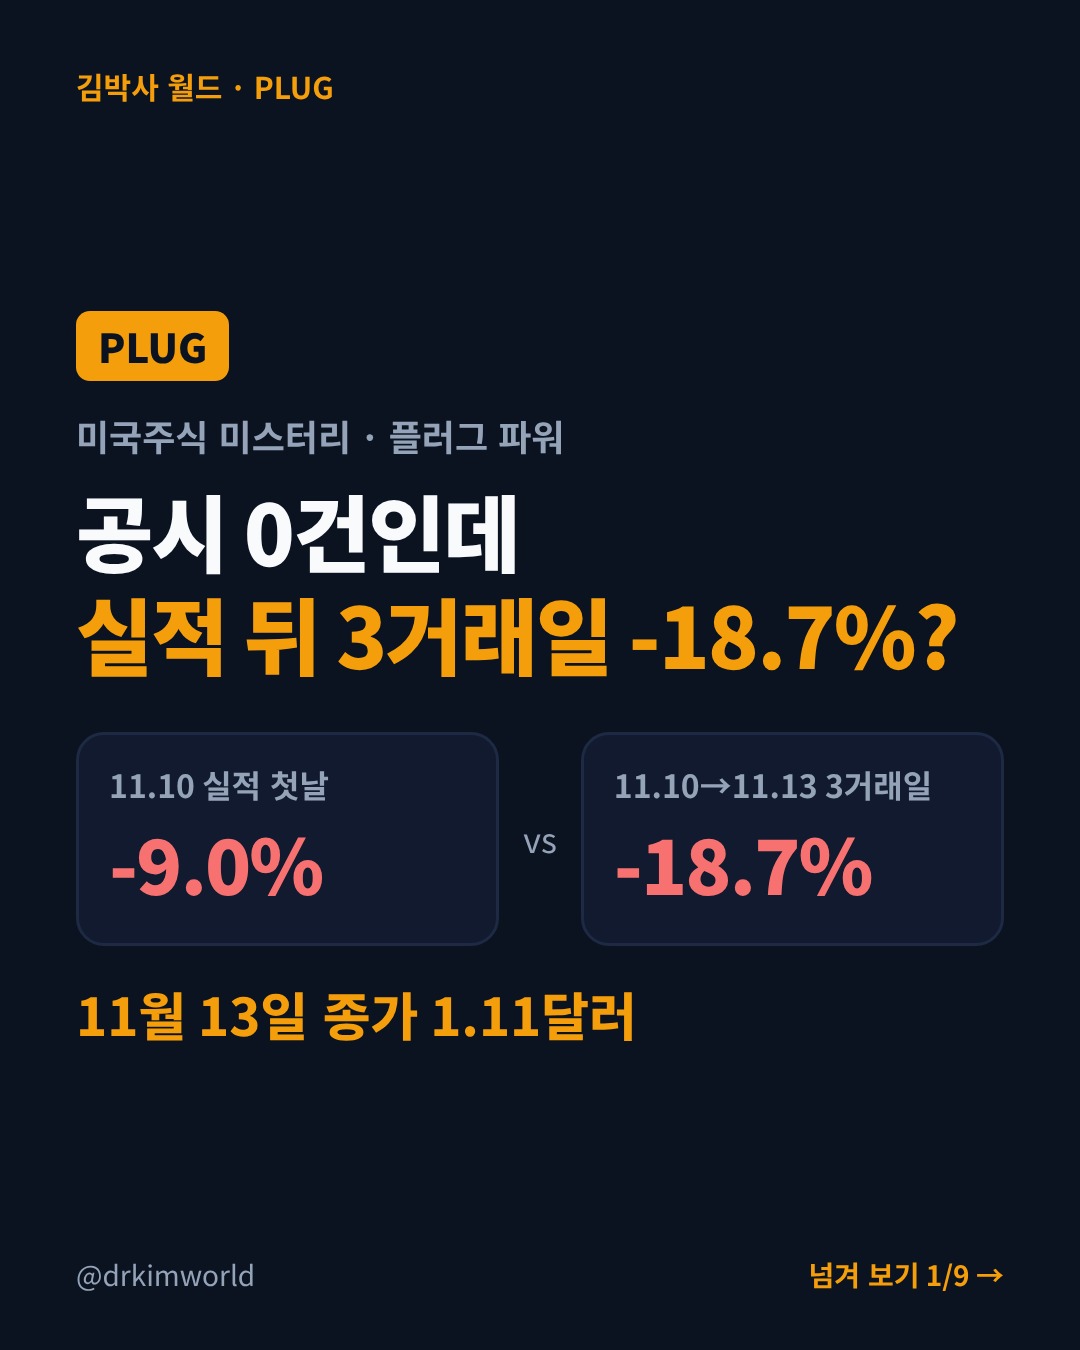 김박사 월드 · PLUG
PLUG
미국주식 미스터리 · 플러그 파워
공시 0건인데
실적 뒤 3거래일 -18.7%?
11.10 실적 첫날
-9.0%
vs
11.10→11.13 3거래일
-18.7%
11월 13일 종가 1.11달러
@drkimworld
넘겨 보기 1/9 →